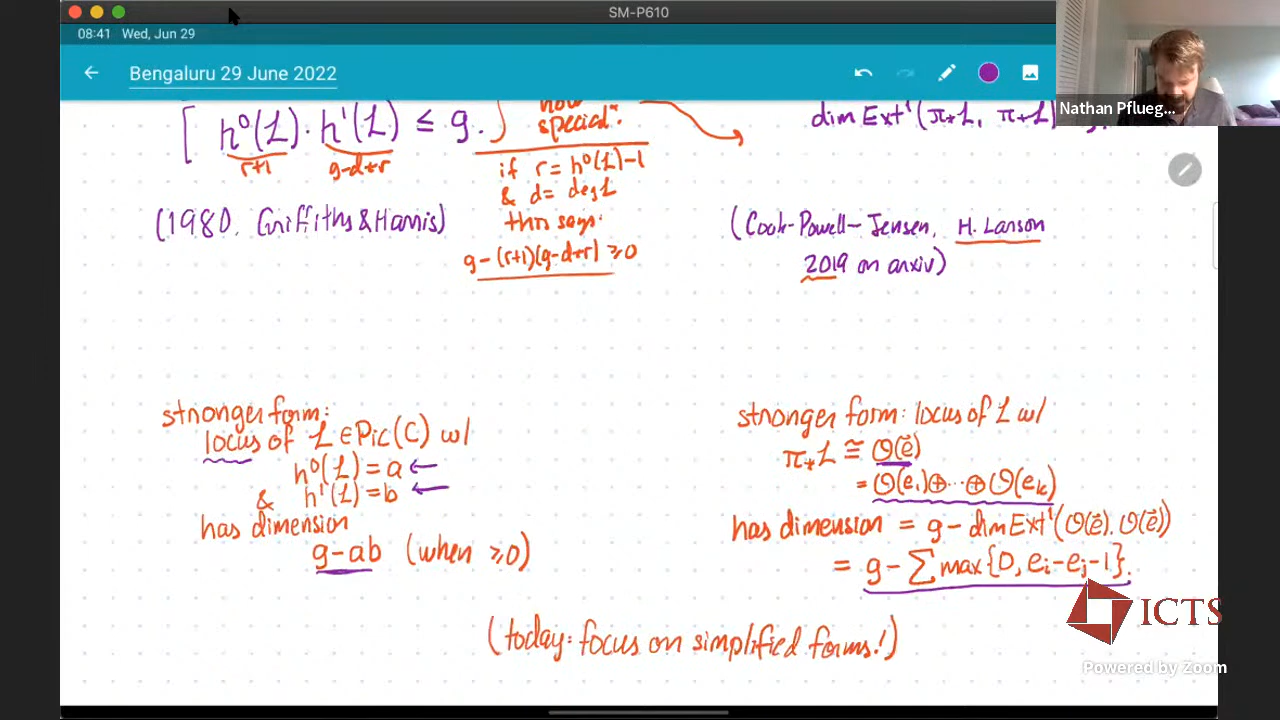 SM-P610
08:41 Wed, Jun 29
Bengaluru 29 June 2022
Nathan Pflueg...
[ h⁰(L) · h¹(L) ≤ g. ]
r+1 g-d+r
how
special".
if r = h⁰(L)-1
& d = deg L
this says:
g-(r+1)(g-d+r) ≥ 0
(1980, Griffiths & Harris)
dim Ext¹(π⁎L, π⁎L)
(Cook-Powell–Jensen, H. Larson
2019 on arxiv)
stronger form:
locus of L ∈ Pic(C) w/
h⁰(L) = a ←
& h¹(L) = b ←
has dimension
g-ab (when ≥0)
stronger form: locus of L w/
π⁎L ≅ O(e⃗)
= O(e₁)⊕···⊕O(eₖ)
has dimension = g - dim Ext¹(O(e⃗), O(e⃗))
= g - ∑ max{0, eᵢ-eⱼ-1}.
(today: focus on simplified forms!)
ICTS
Powered by Zoom